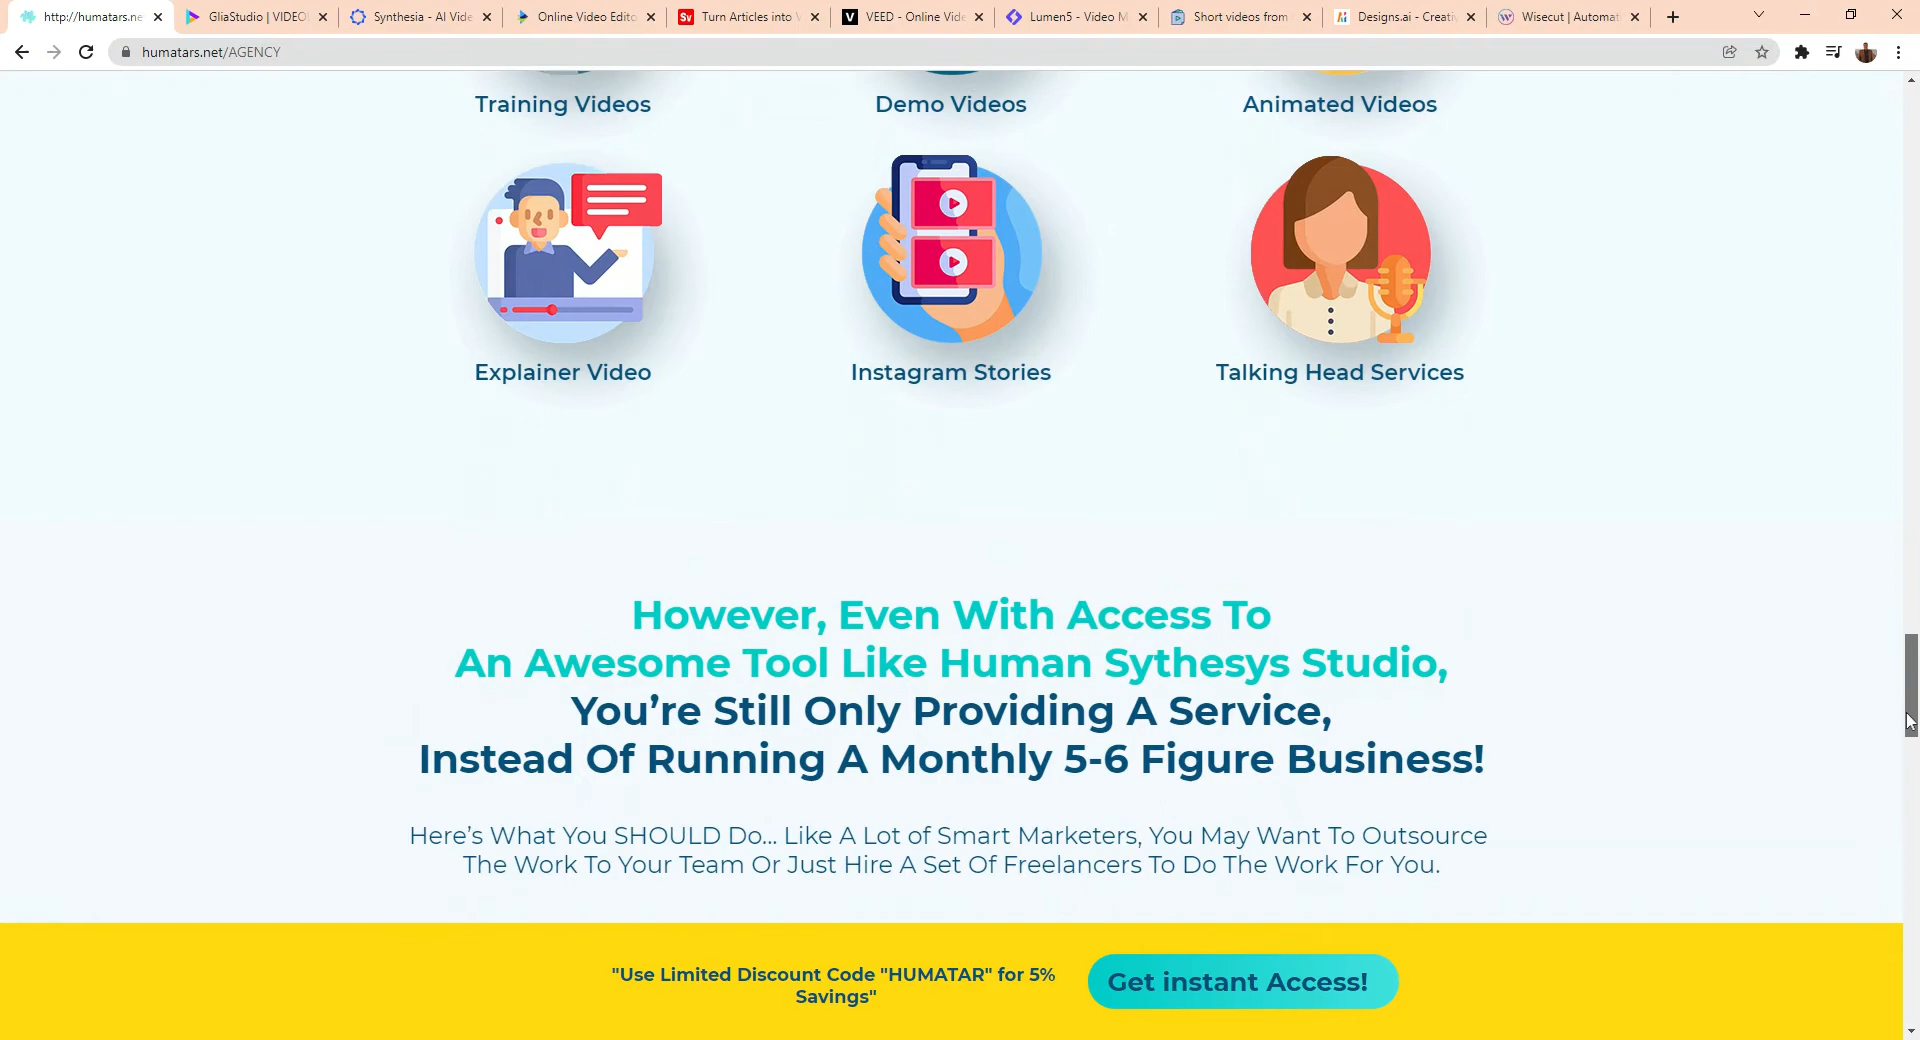 http://humatars.ne
GliaStudio | VIDEO
Synthesia - AI Vide
Online Video Edito
Sv
Turn Articles into V
V
VEED - Online Vide
Lumen5 - Video M
Short videos from
Designs.ai - Creativ
Wisecut | Automat
humatars.net/AGENCY
Training Videos
Demo Videos
Animated Videos
Explainer Video
Instagram Stories
Talking Head Services
However, Even With Access To
An Awesome Tool Like Human Sythesys Studio,
You’re Still Only Providing A Service,
Instead Of Running A Monthly 5-6 Figure Business!
Here’s What You SHOULD Do... Like A Lot of Smart Marketers, You May Want To Outsource
The Work To Your Team Or Just Hire A Set Of Freelancers To Do The Work For You.
"Use Limited Discount Code "HUMATAR" for 5%
Savings"
Get instant Access!